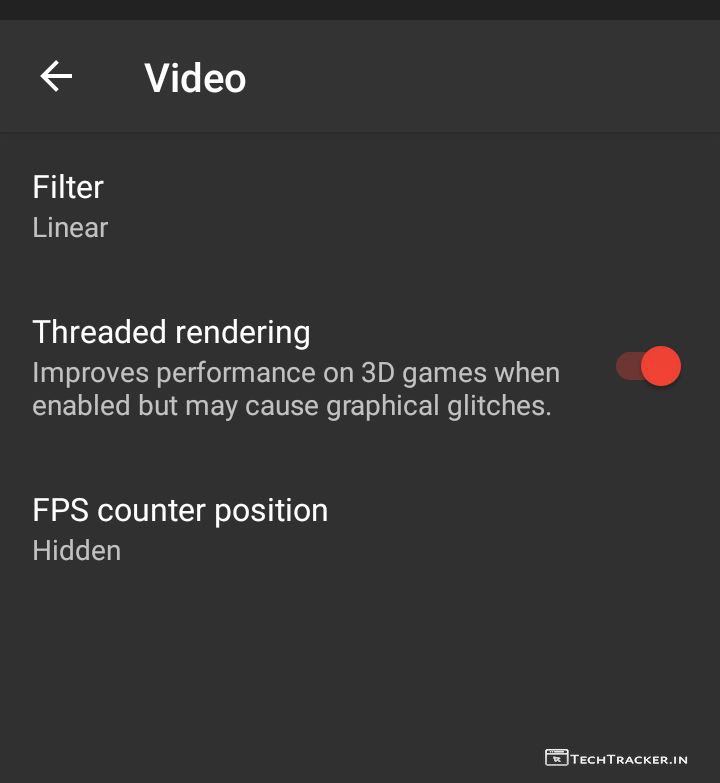 Video
Filter
Linear
Threaded rendering
Improves performance on 3D games when
enabled but may cause graphical glitches.
FPS counter position
Hidden
TECHTRACKER.IN